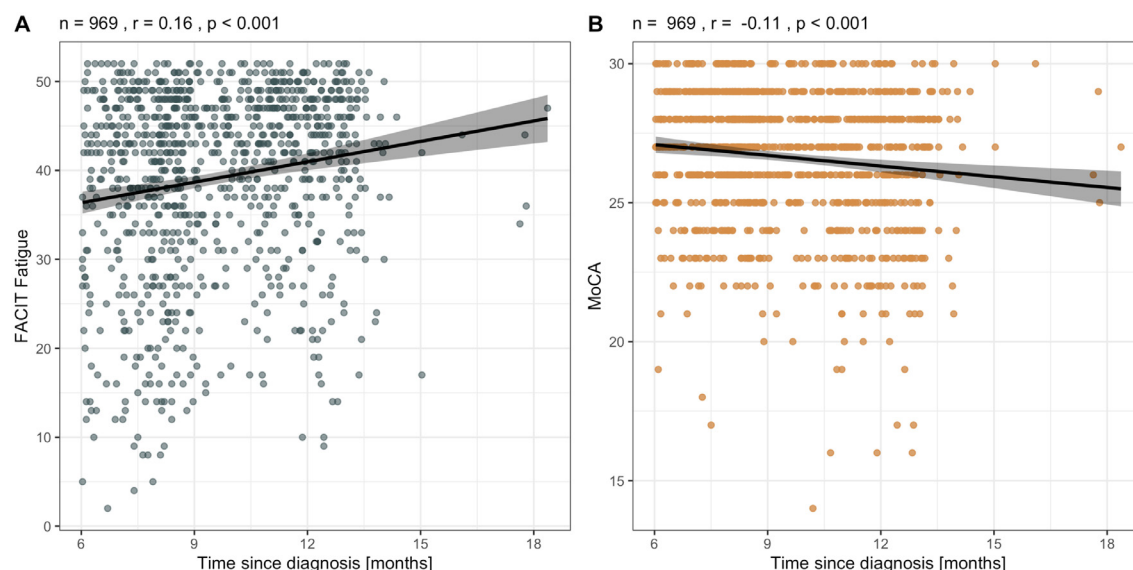 A
n = 969 , r = 0.16 , p < 0.001
50
40
30
20
10
0
FACIT Fatigue
6
9
12
15
18
Time since diagnosis [months]
B
n =  969 , r =  -0.11 , p < 0.001
30
25
20
15
MoCA
6
9
12
15
18
Time since diagnosis [months]